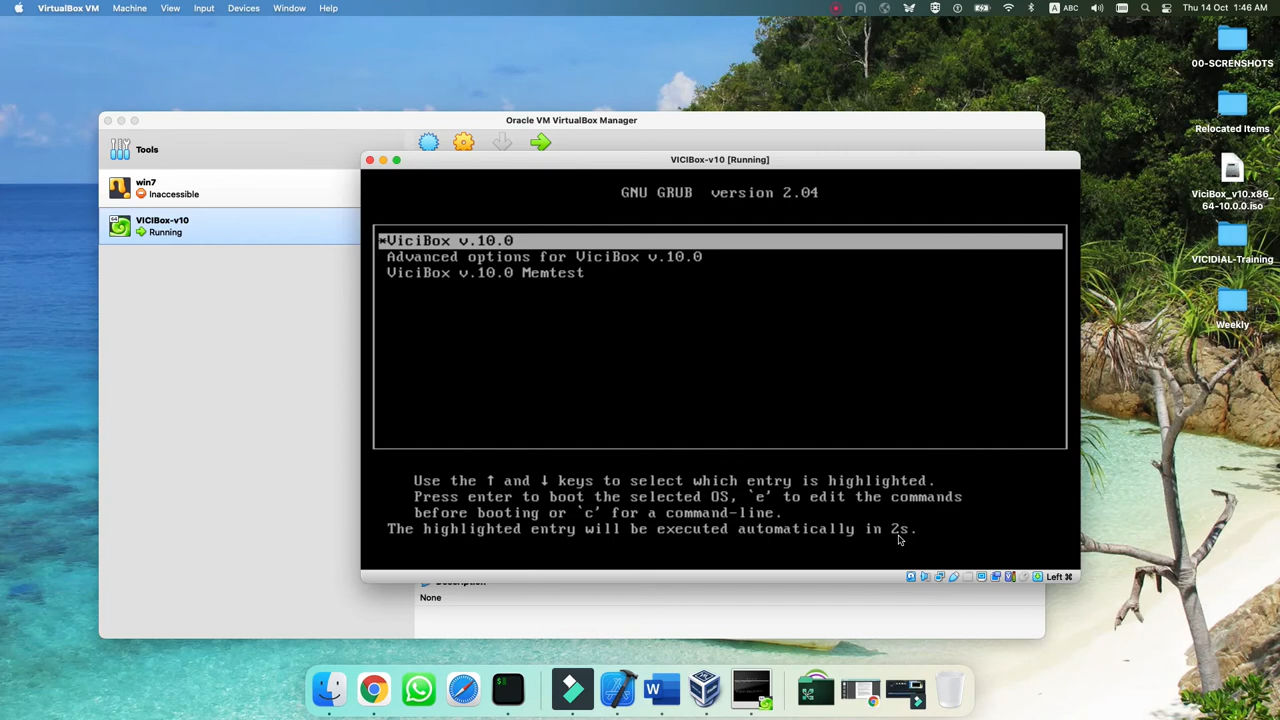 VirtualBox VM Machine View Input Devices Window Help
ABC Thu 14 Oct 1:46 AM
00-SCRENSHOTS
Relocated Items
ViciBox_v10.x86_
64-10.0.0.iso
VICIDIAL-Training
Weekly
Oracle VM VirtualBox Manager
Tools
win7
Inaccessible
64
VICIBox-v10
Running
VICIBox-v10 [Running]
GNU GRUB version 2.04
*ViciBox v.10.0
Advanced options for ViciBox v.10.0
ViciBox v.10.0 Memtest
Use the ↑ and ↓ keys to select which entry is highlighted.
Press enter to boot the selected OS, `e' to edit the commands
before booting or `c' for a command-line.
The highlighted entry will be executed automatically in 2s.
Left ⌘
Description
None